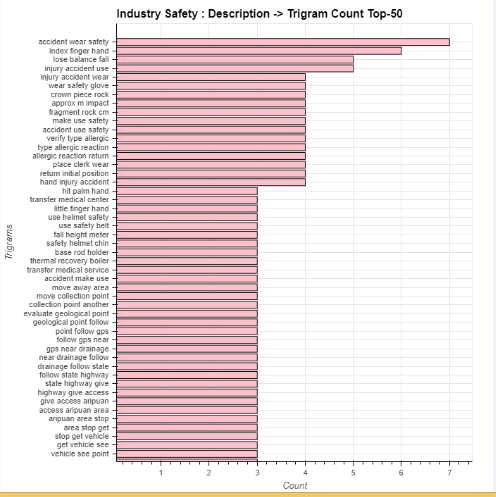 Industry Safety : Description -> Trigram Count Top-50
accident wear safety
index finger hand
lose balance fall
injury accident use
injury accident wear
wear safety glove
crown piece rock
approx m impact
fragment rock cm
make use safety
accident use safety
verify type allergic
type allergic reaction
allergic reaction return
place clerk wear
return initial position
hand injury accident
hit palm hand
transfer medical center
little finger hand
use helmet safety
use safety belt
fall height meter
safety helmet chin
base rod holder
thermal recovery boiler
transfer medical service
accident make use
move away area
move collection point
collection point another
evaluate geological point
geological point follow
point follow gps
follow gps near
gps near drainage
near drainage follow
drainage follow state
follow state highway
state highway give
highway give access
give access aripuan
access aripuan area
aripuan area stop
area stop get
stop get vehicle
get vehicle see
vehicle see point
Trigrams
1 2 3 4 5 6 7
Count